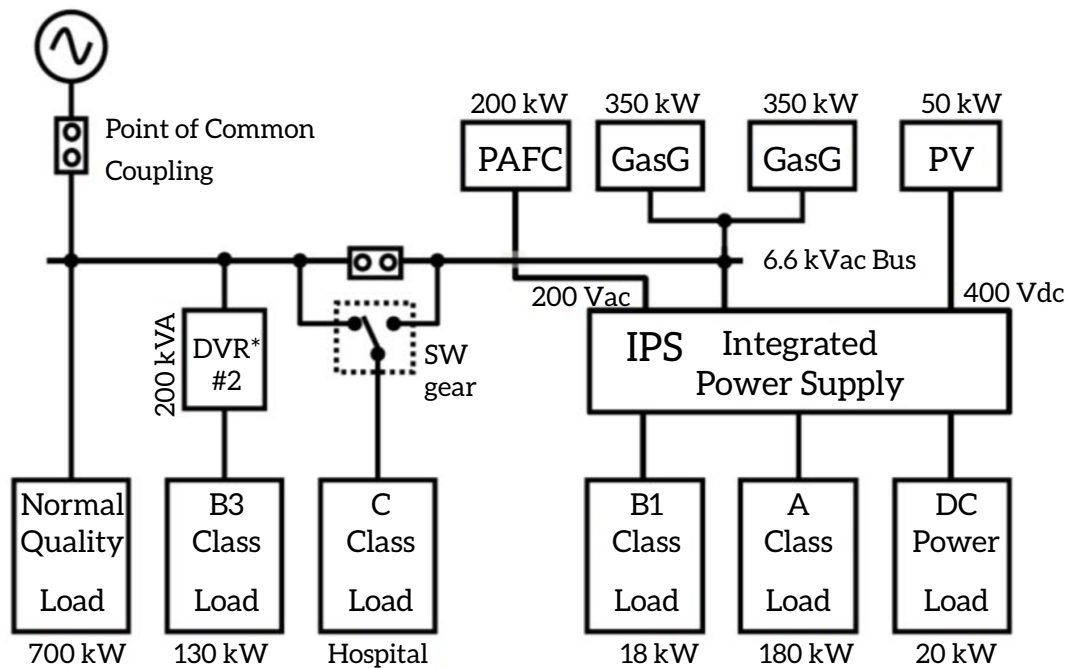 200 kW
350 kW
350 kW
50 kW
Point of Common
Coupling
PAFC
GasG
GasG
PV
6.6 kVac Bus
200 Vac
400 Vdc
200 kVA
DVR*
#2
SW
gear
IPS
Integrated
Power Supply
Normal
Quality
Load
B3
Class
Load
C
Class
Load
B1
Class
Load
A
Class
Load
DC
Power
Load
700 kW
130 kW
Hospital
18 kW
180 kW
20 kW